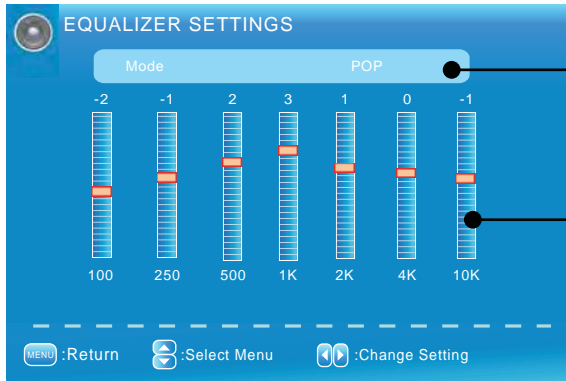 EQUALIZER SETTINGS
Mode POP
-2 -1 2 3 1 0 -1
100 250 500 1K 2K 4K 10K
MENU :Return :Select Menu :Change Setting